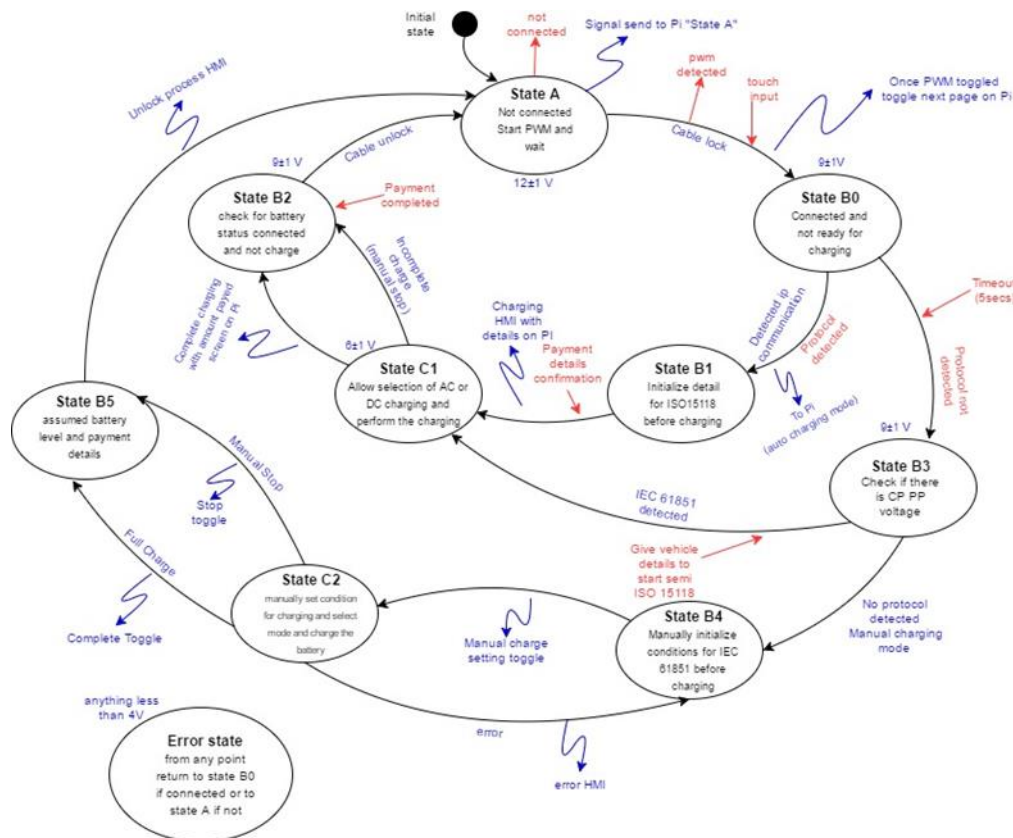 Initial
state
not
connected
Signal send to Pi "State A"
State A
Not connected
Start PWM and
wait
12±1 V
pwm
detected
touch
input
Cable lock
Once PWM toggled
toggle next page on Pi
Unlock process HMI
Cable unlock
9±1 V
State B2
check for battery
status connected
and not charge
Payment
completed
9±1V
State B0
Connected and
not ready for
charging
Timeout
(5secs)
Incomplete
charge
(manual stop)
Complete charging
with amount payed
screen on Pi
Charging
HMI with
details on PI
Payment
details
confirmation
Detected ip
communication
Protocol
detected
Protocol not
detected
6±1 V
State C1
Allow selection of AC or
DC charging and
perform the charging
State B1
Initialize detail
for ISO15118
before charging
To Pi
(auto charging mode)
State B5
assumed battery
level and payment
details
9±1 V
State B3
Check if there
is CP PP
voltage
Manual Stop
Stop
toggle
IEC 61851
detected
Give vehicle
details to
start semi
ISO 15118
Full Charge
State C2
manually set condition
for charging and select
mode and charge the
battery
Complete Toggle
Manual charge
setting toggle
State B4
Manually initialize
conditions for IEC
61851 before
charging
No protocol
detected
Manual charging
mode
anything less
than 4V
Error state
from any point
return to state B0
if connected or to
state A if not
error
error HMI